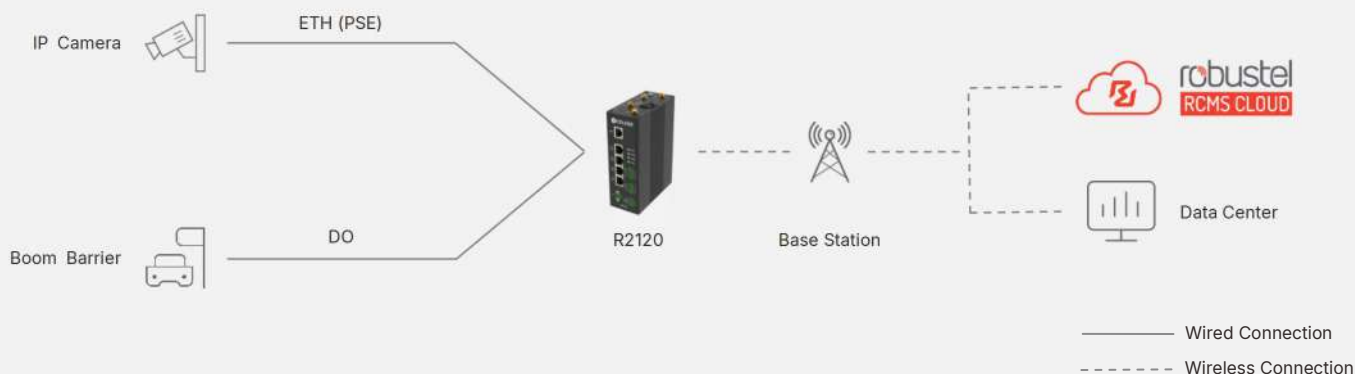 IP Camera
ETH (PSE)
Boom Barrier
DO
R2120
Base Station
robustel
RCMS CLOUD
Data Center
Wired Connection
Wireless Connection